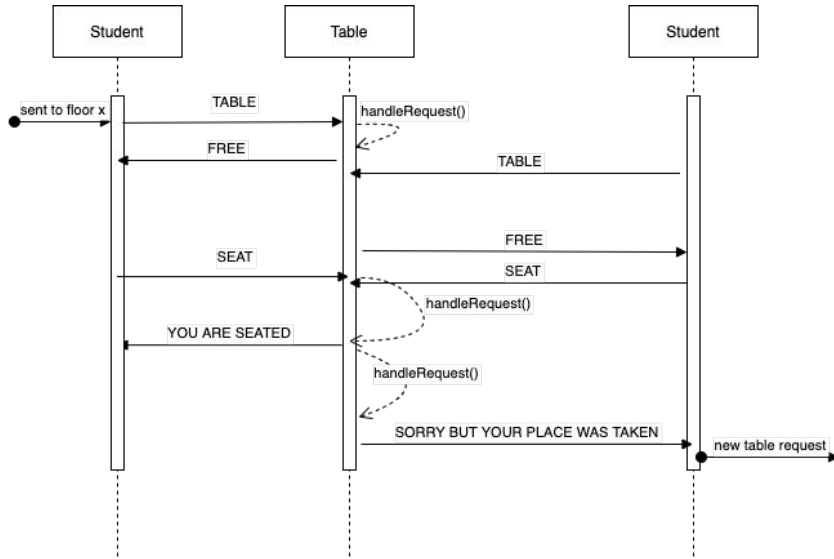 Student
Table
Student
sent to floor x
TABLE
handleRequest()
FREE
TABLE
FREE
SEAT
SEAT
handleRequest()
YOU ARE SEATED
handleRequest()
SORRY BUT YOUR PLACE WAS TAKEN
new table request